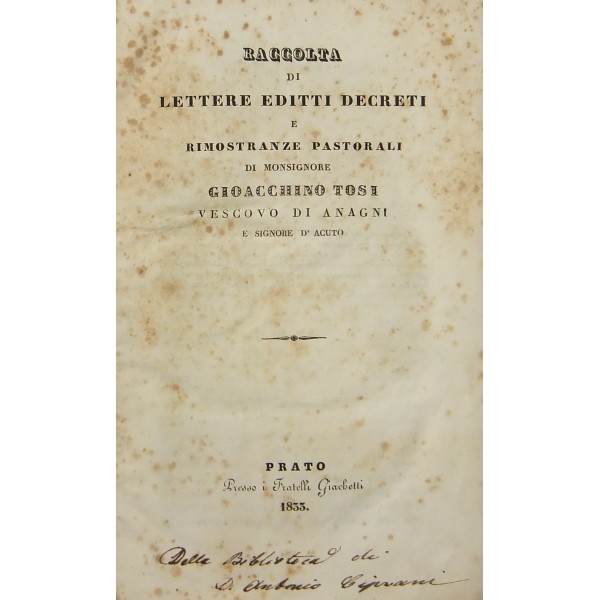 RACCOLTA
DI
LETTERE EDITTI DECRETI
E
RIMOSTRANZE PASTORALI
DI MONSIGNORE
GIOACCHINO TOSI
VESCOVO DI ANAGNI
E SIGNORE D' ACUTO
PRATO
Presso i Fratelli Giachetti
1833.
Della Biblioteca di
D. Antonio Cipriani